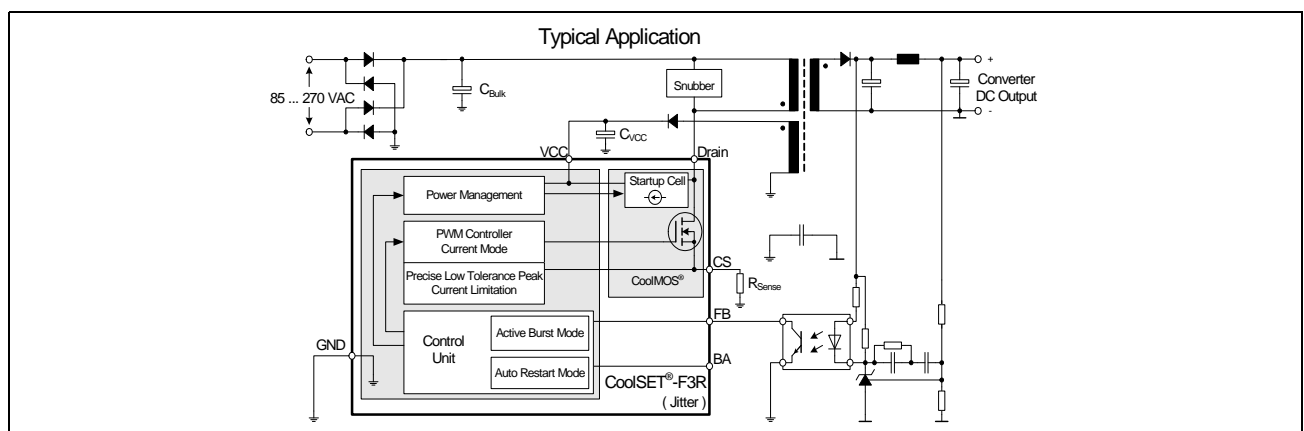 Typical Application
85 ... 270 VAC
C_Bulk
Snubber
+
Converter
DC Output
-
C_VCC
VCC
Drain
Power Management
Startup Cell
PWM Controller
Current Mode
Precise Low Tolerance Peak
Current Limitation
CoolMOS®
CS
R_Sense
FB
Control
Unit
Active Burst Mode
Auto Restart Mode
GND
BA
CoolSET®-F3R
( Jitter )